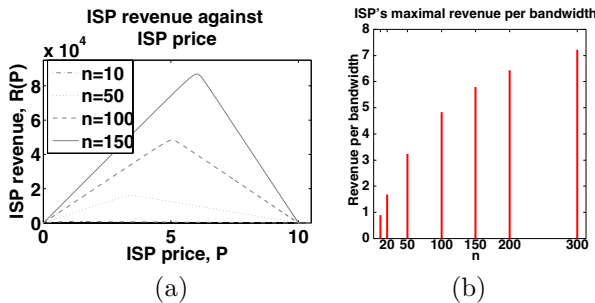 ISP revenue against
ISP price
x 10⁴
ISP revenue, R(P)
8
6
4
2
0
n=10
n=50
n=100
n=150
0 5 10
ISP price, P
(a)
ISP's maximal revenue per bandwidth
Revenue per bandwidth
8
7
6
5
4
3
2
1
0
20 50 100 150 200 300
n
(b)